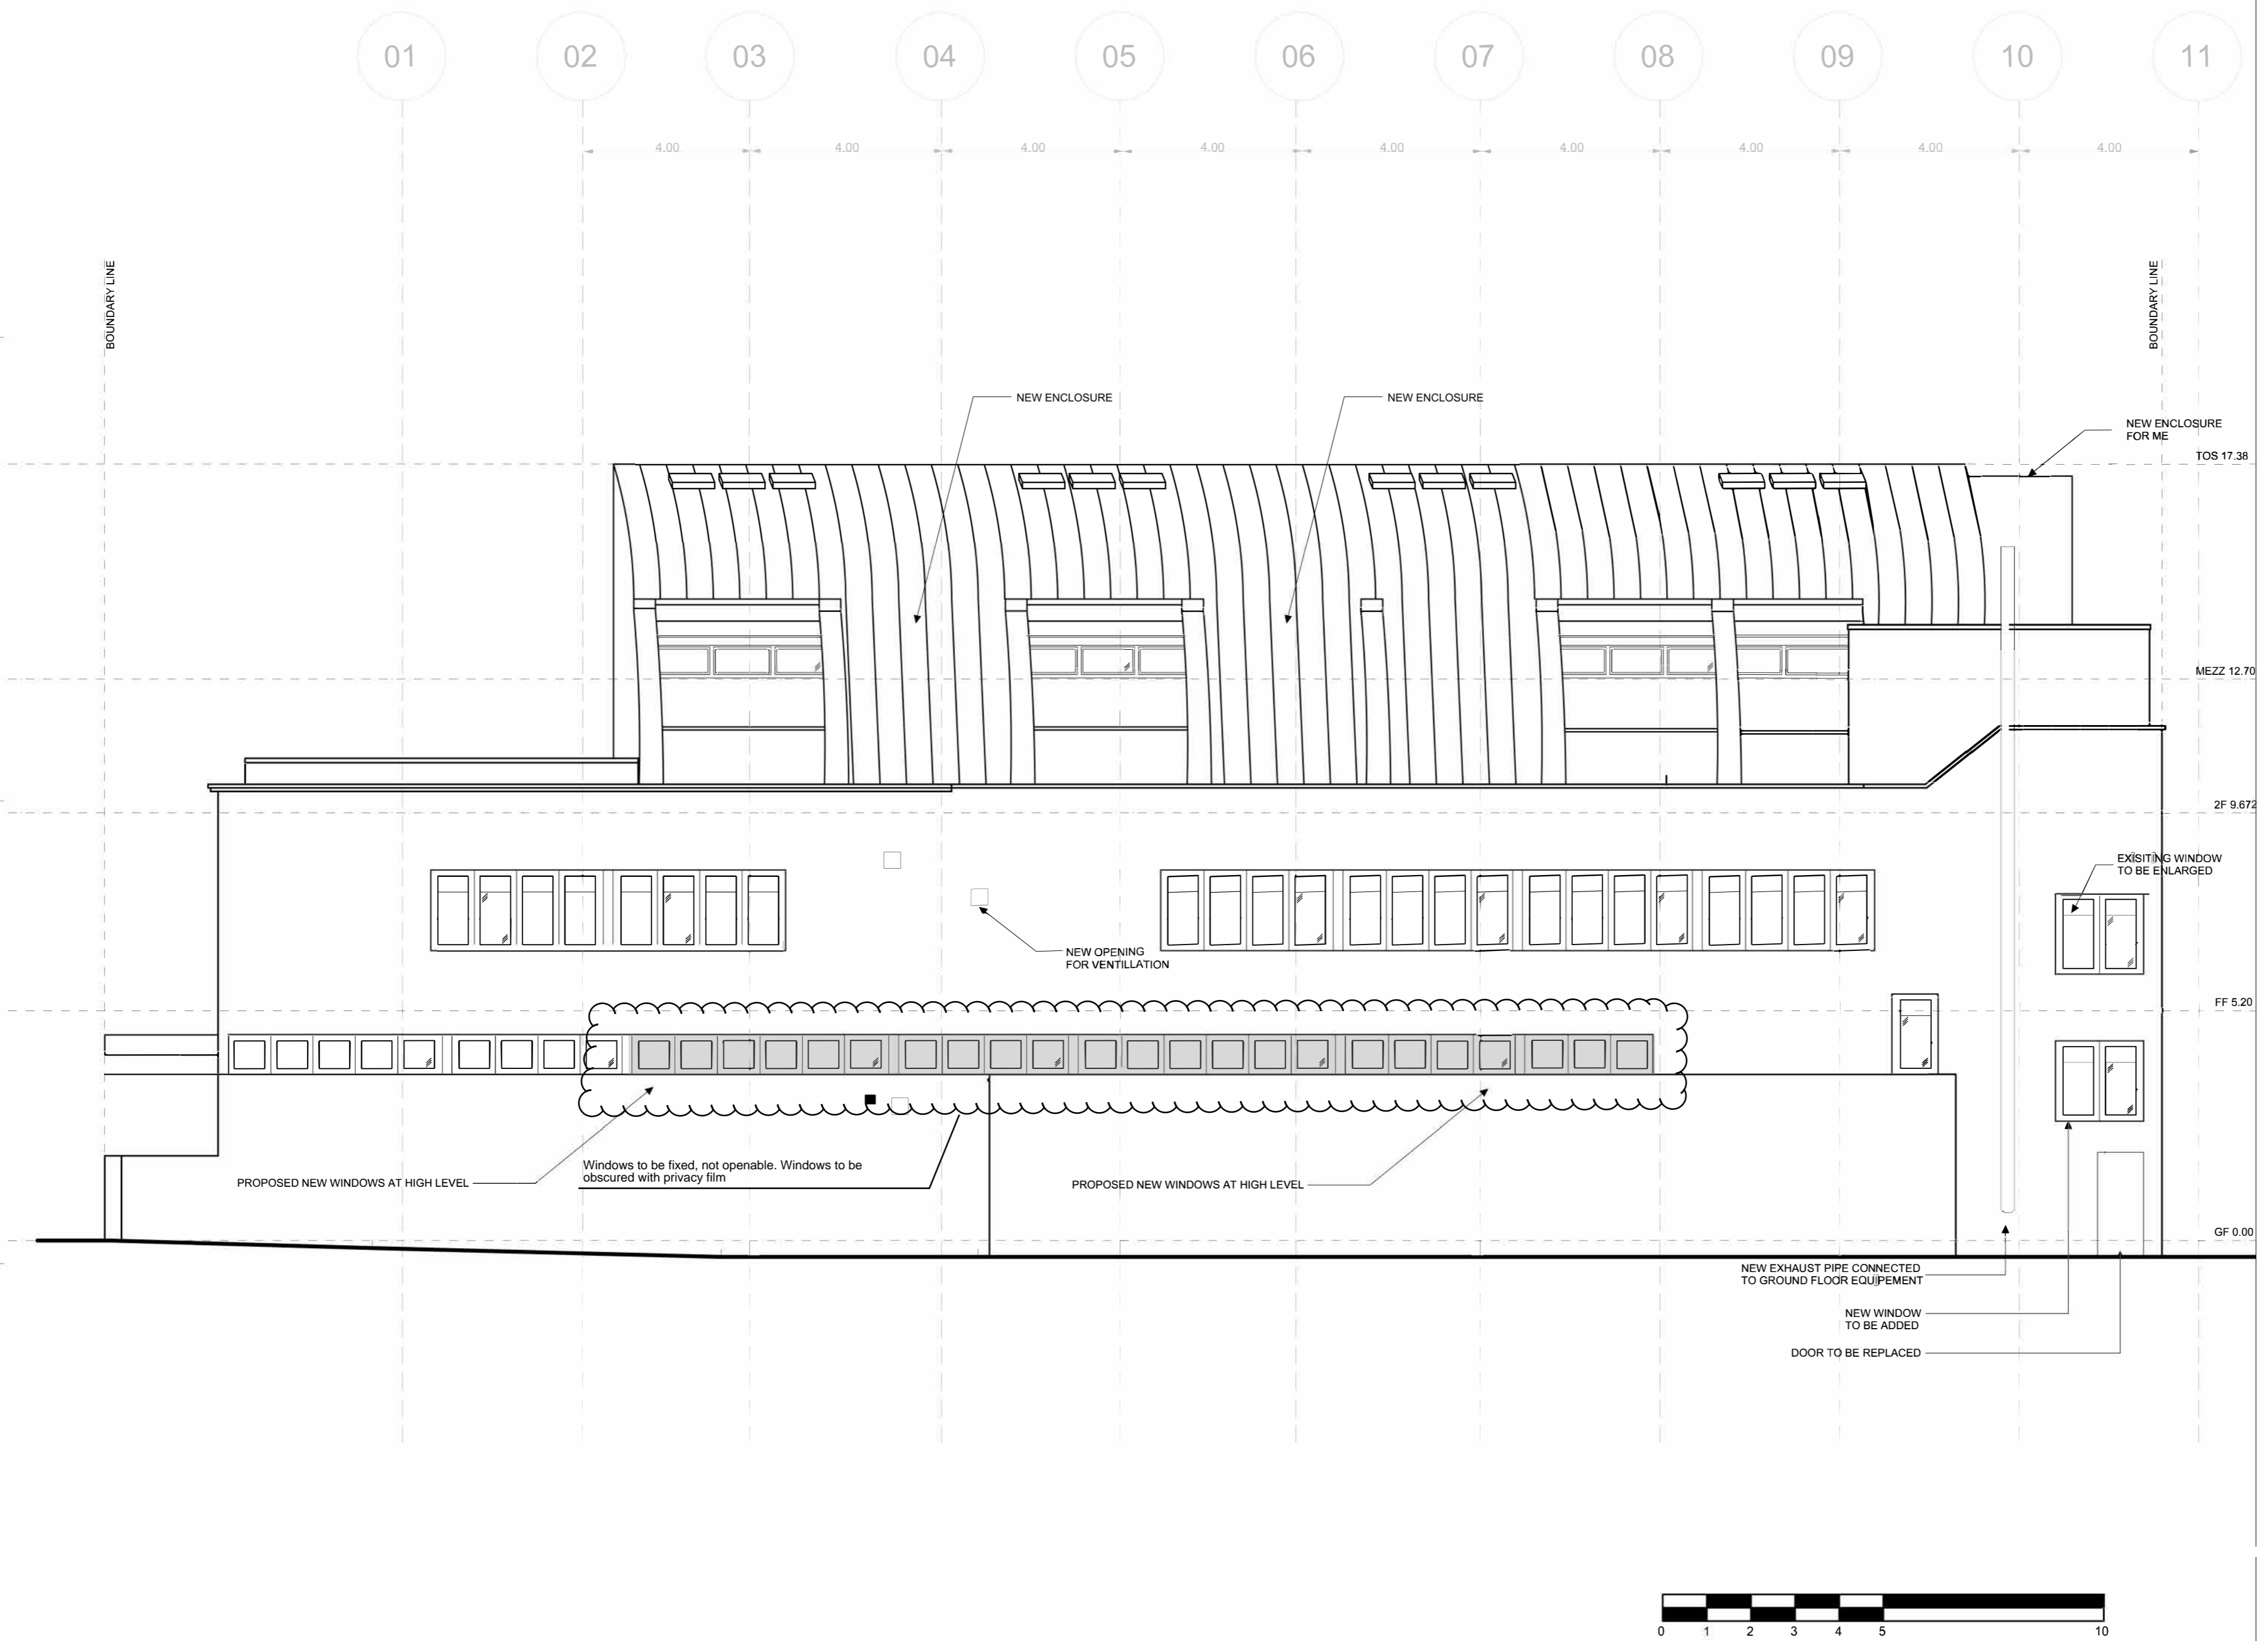 01 02 03 04 05 06 07 08 09 10 11
4.00 4.00 4.00 4.00 4.00 4.00 4.00 4.00 4.00
BOUNDARY LINE
BOUNDARY LINE
NEW ENCLOSURE
NEW ENCLOSURE
NEW ENCLOSURE
FOR ME
TOS 17.38
MEZZ 12.70
2F 9.672
EXISITING WINDOW
TO BE ENLARGED
NEW OPENING
FOR VENTILLATION
FF 5.20
Windows to be fixed, not openable. Windows to be
obscured with privacy film
PROPOSED NEW WINDOWS AT HIGH LEVEL
PROPOSED NEW WINDOWS AT HIGH LEVEL
GF 0.00
NEW EXHAUST PIPE CONNECTED
TO GROUND FLOOR EQUIPEMENT
NEW WINDOW
TO BE ADDED
DOOR TO BE REPLACED
0 1 2 3 4 5 10